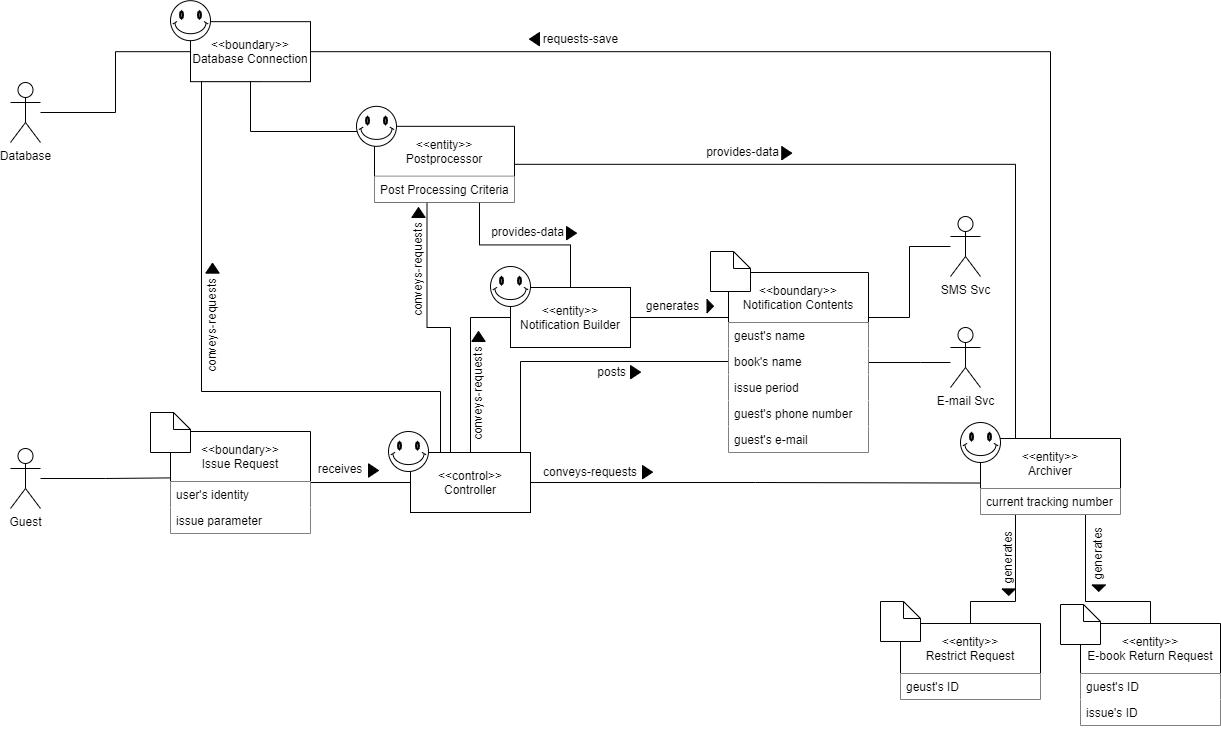 requests-save
<<boundary>>
Database Connection
Database
<<entity>>
Postprocessor
Post Processing Criteria
provides-data
conveys-requests
provides-data
conveys-requests
SMS Svc
<<boundary>>
Notification Contents
geust's name
book's name
issue period
guest's phone number
guest's e-mail
<<entity>>
Notification Builder
generates
conveys-requests
posts
E-mail Svc
Guest
<<boundary>>
Issue Request
user's identity
issue parameter
receives
<<control>>
Controller
conveys-requests
<<entity>>
Archiver
current tracking number
generates
generates
<<entity>>
Restrict Request
geust's ID
<<entity>>
E-book Return Request
guest's ID
issue's ID